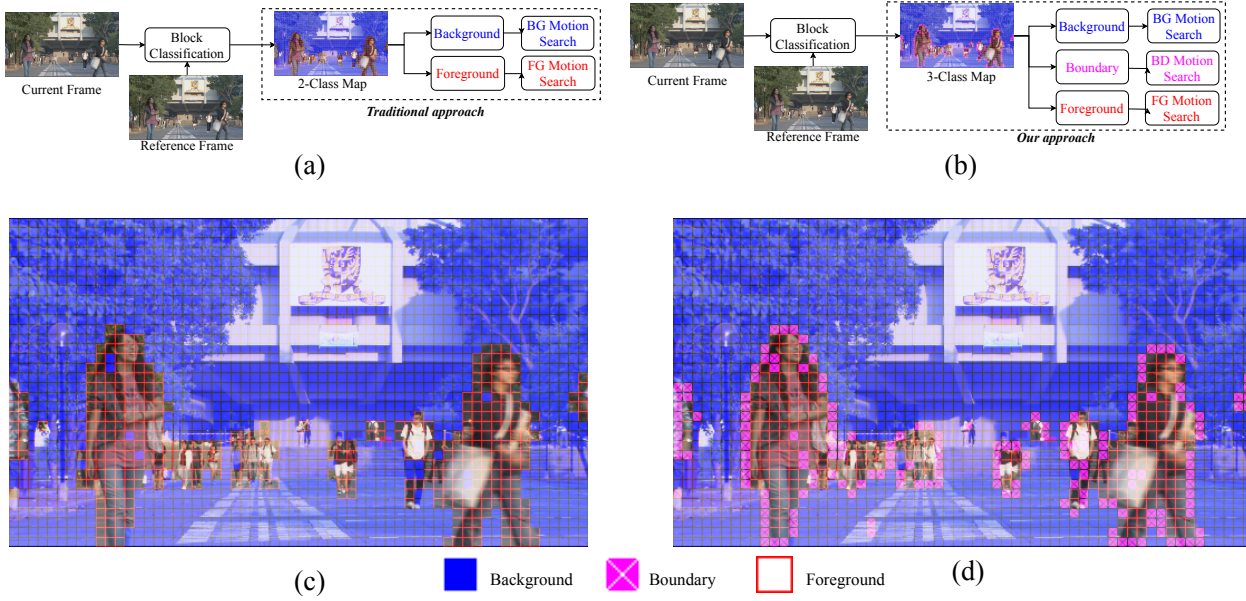 Current Frame
Block
Classification
Reference Frame
2-Class Map
Background
Foreground
BG Motion
Search
FG Motion
Search
Traditional approach
(a)
Current Frame
Block
Classification
Reference Frame
3-Class Map
Background
Boundary
Foreground
BG Motion
Search
BD Motion
Search
FG Motion
Search
Our approach
(b)
(c)
Background
Boundary
Foreground
(d)